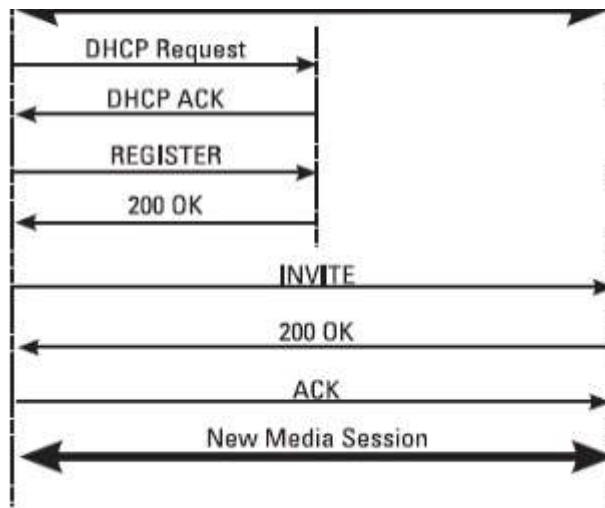 DHCP Request
DHCP ACK
REGISTER
200 OK
INVITE
200 OK
ACK
New Media Session